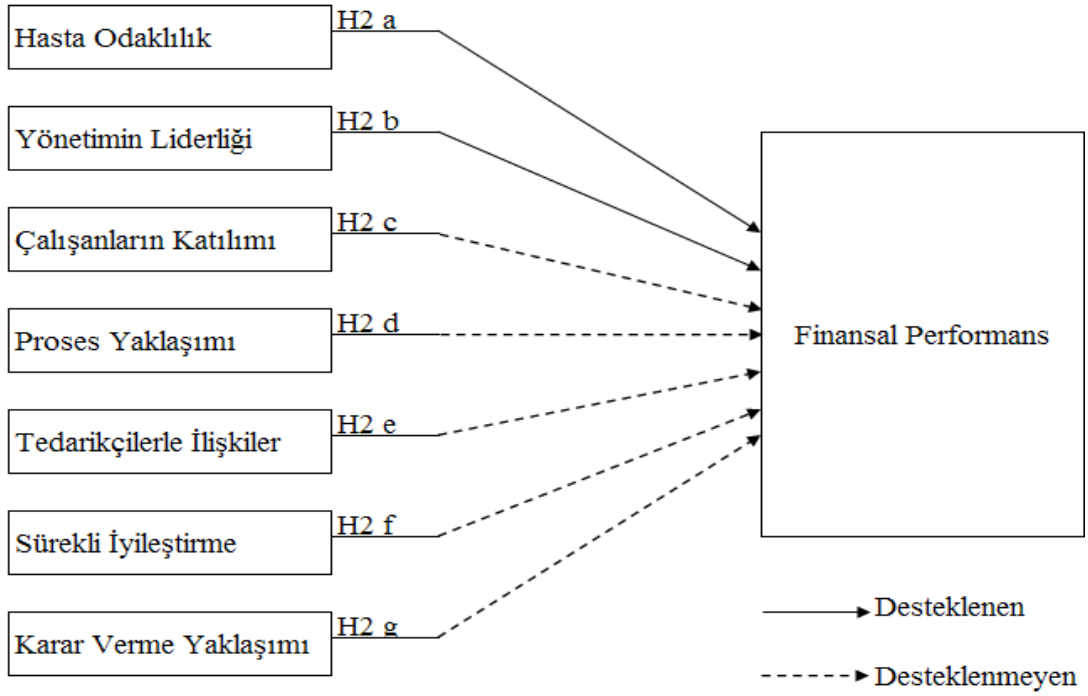 Hasta Odaklılık
H2 a
Yönetimin Liderliği
H2 b
Çalışanların Katılımı
H2 c
Proses Yaklaşımı
H2 d
Tedarikçilerle İlişkiler
H2 e
Sürekli İyileştirme
H2 f
Karar Verme Yaklaşımı
H2 g
Finansal Performans
Desteklenen
Desteklenmeyen